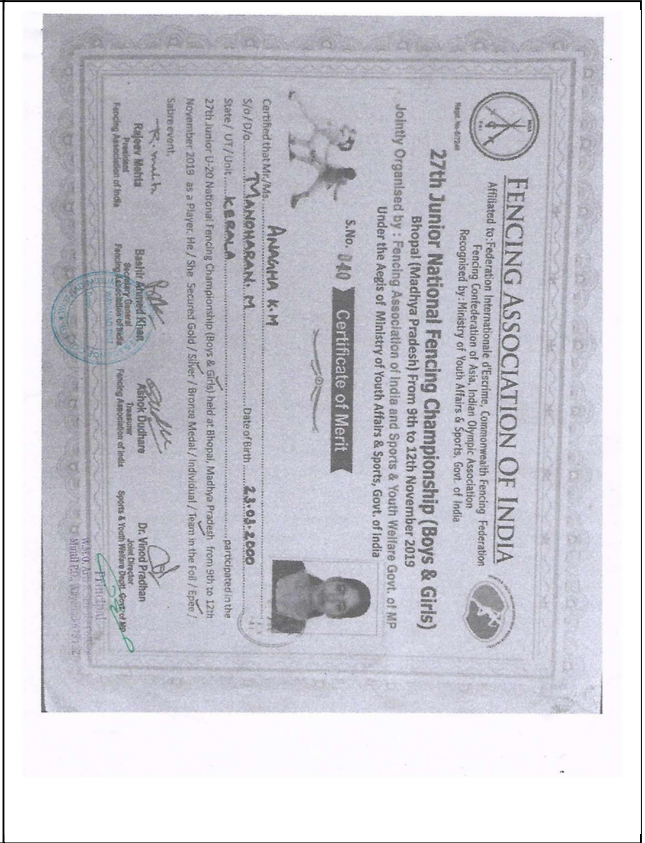 FENCING ASSOCIATION OF INDIA
Affiliated to: Federation Internationale d'Escrime, Commonwealth Fencing Federation
Fencing Confederation of Asia, Indian Olympic Association
Recognised by: Ministry of Youth Affairs & Sports, Govt. of India
27th Junior National Fencing Championship (Boys & Girls)
Bhopal (Madhya Pradesh) From 9th to 12th November 2019
Jointly Organised by : Fencing Association of India and Sports & Youth Welfare Govt. of MP
Under the Aegis of Ministry of Youth Affairs & Sports, Govt. of India
S.No. 040
Certificate of Merit
Certified that Mr./Ms. ANAGHA K.M
S/o / D/o MANOHARAN. M Date of Birth 23.03.2000
State / UT / Unit KERALA participated in the
27th Junior U-20 National Fencing Championship (Boys & Girls) held at Bhopal, Madhya Pradesh from 9th to 12th
November 2019 as a Player. He / She Secured Gold / Silver / Bronze Medal / Individual / Team in the Foil / Epee /
Sabre event.
Rajeev Mehta
President
Fencing Association of India
Bashir Ahmed Khan
Secretary General
Fencing Association of India
Ashok Dudhare
Treasurer
Fencing Association of India
Dr. Vinod Pradhan
Joint Director
Sports & Youth Welfare Deptt. Govt. of MP
Principal